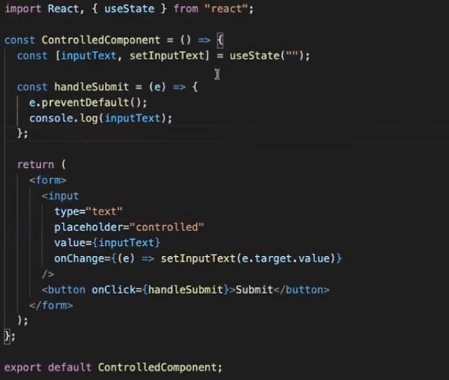 import React, { useState } from "react";
const ControlledComponent = () => {
const [inputText, setInputText] = useState("");
const handleSubmit = (e) => {
e.preventDefault();
console.log(inputText);
};
return (
<form>
<input
type="text"
placeholder="controlled"
value={inputText}
onChange={(e) => setInputText(e.target.value)}
/>
<button onClick={handleSubmit}>Submit</button>
</form>
);
};
export default ControlledComponent;